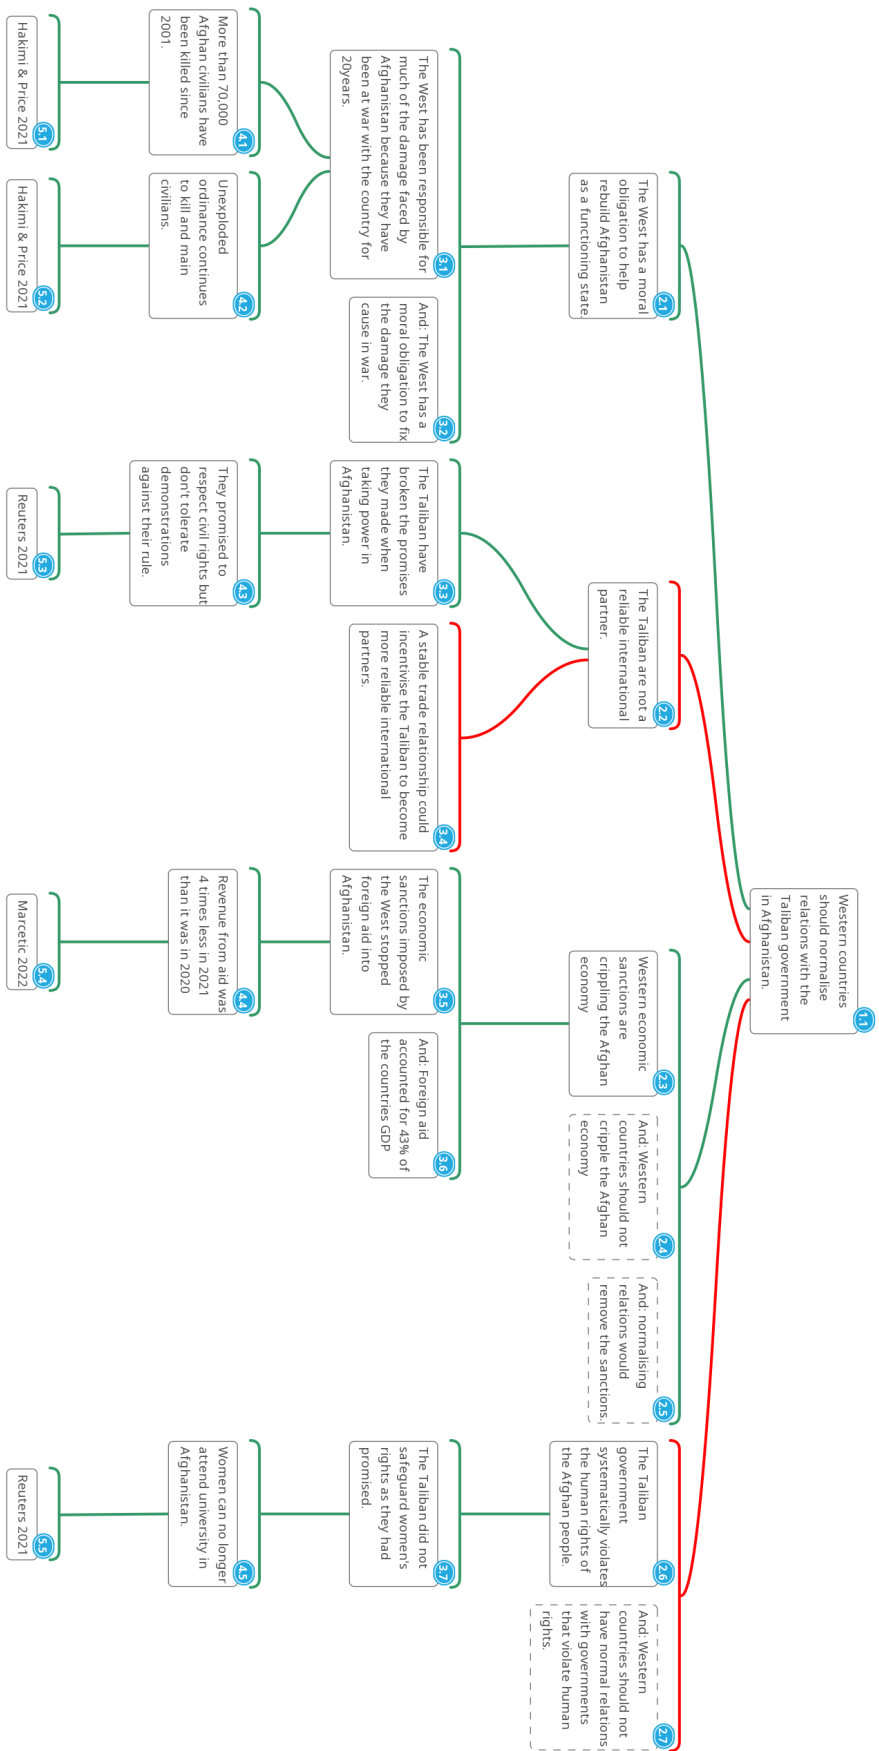 Western countries
should normalise
relations with the
Taliban government
in Afghanistan.
1.1
The West has a moral
obligation to help
rebuild Afghanistan
as a functioning state.
2.1
The Taliban are not a
reliable international
partner.
2.2
Western economic
sanctions are
crippling the Afghan
economy
2.3
And: Western
countries should not
cripple the Afghan
economy
2.4
And: normalising
relations would
remove the sanctions.
2.5
The Taliban
government
systematically violates
the human rights of
the Afghan people.
2.6
And: Western
countries should not
have normal relations
with governments
that violate human
rights.
2.7
The West has been responsible for
much of the damage faced by
Afghanistan because they have
been at war with the country for
20years.
3.1
And: The West has a
moral obligation to fix
the damage they
cause in war.
3.2
The Taliban have
broken the promises
they made when
taking power in
Afghanistan.
3.3
A stable trade relationship could
incentivise the Taliban to become
more reliable international
partners.
3.4
The economic
sanctions imposed by
the West stopped
foreign aid into
Afghanistan.
3.5
And: Foreign aid
accounted for 43% of
the countries GDP
3.6
The Taliban did not
safeguard women's
rights as they had
promised.
3.7
More than 70,000
Afghan civilians have
been killed since
2001.
4.1
Unexploded
ordinance continues
to kill and main
civilians.
4.2
They promised to
respect civil rights but
don't tolerate
demonstrations
against their rule.
4.3
Revenue from aid was
4 times less in 2021
than it was in 2020
4.4
Women can no longer
attend university in
Afghanistan.
4.5
Hakimi & Price 2021
5.1
Hakimi & Price 2021
5.2
Reuters 2021
5.3
Marcetic 2022
5.4
Reuters 2021
5.5